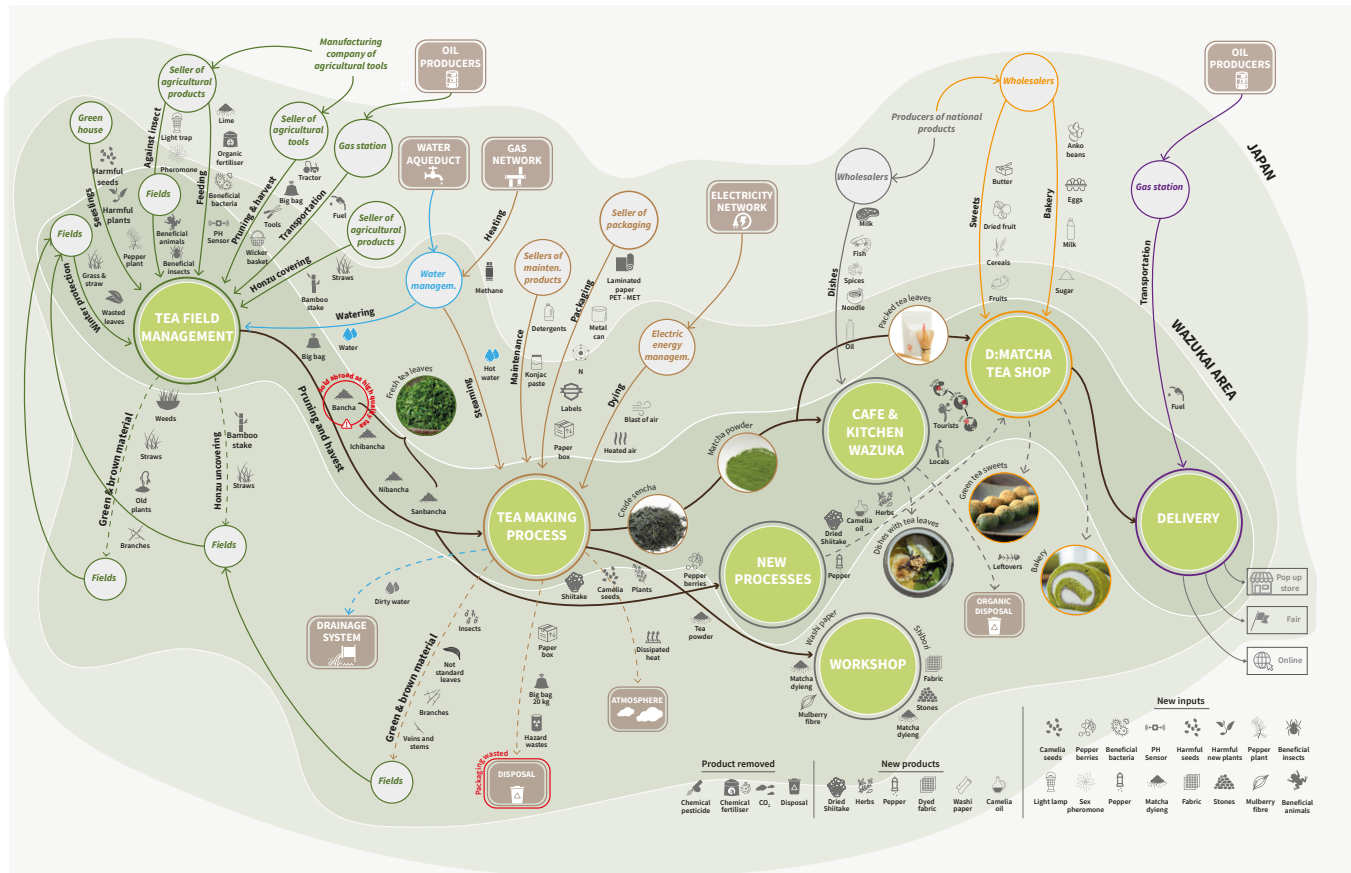 Manufacturing
company of
agricultural tools
OIL
PRODUCERS
Seller of
agricultural
products
Green
house
Seller of
agricultural
tools
Gas station
Against insect
Light trap
Pheromone
Lime
Organic
fertiliser
Feeding
Beneficial
bacteria
PH
Sensor
Harmful
seeds
Harmful
plants
Pepper
plant
Fields
Beneficial
animals
Beneficial
insects
Fields
Grass &
straw
Wasted
leaves
Winter protection
Pruning & harvest
Tractor
Big bag
Tools
Wicker
basket
Transportation
Fuel
Seller of
agricultural
products
Honzu covering
Straws
Bamboo
stake
TEA FIELD
MANAGEMENT
WATER
AQUEDUCT
GAS
NETWORK
Water
managem.
Watering
Water
Big bag
Heating
Methane
Sellers of
mainten.
products
Seller of
packaging
ELECTRICITY
NETWORK
Electric
energy
managem.
Hot
water
Steaming
Maintenance
Detergents
Konjac
paste
Packaging
Laminated
paper
PET - MET
Metal
can
N
Labels
Paper
box
Dying
Blast of air
Heated air
Sold abroad as high quality tea
Bancha
Ichibancha
Nibancha
Sanbancha
Fresh tea leaves
Pruning and harvest
Green & brown material
Weeds
Straws
Old
plants
Branches
Honzu uncovering
Bamboo
stake
Straws
Fields
Fields
TEA MAKING
PROCESS
Crude sencha
Matcha powder
Dirty water
DRAINAGE
SYSTEM
Green & brown material
Insects
Not
standard
leaves
Branches
Veins and
stems
Fields
Paper
box
Big bag
20 kg
Hazard
wastes
Packaging wasted
DISPOSAL
Dissipated
heat
ATMOSPHERE
Shiitake
Camelia
seeds
Plants
Pepper
berries
Tea
powder
NEW
PROCESSES
Dried
Shiitake
Camelia
oil
Herbs
Pepper
WORKSHOP
Washi paper
Matcha
dyieng
Mulberry
fibre
Shibori
Fabric
Stones
Matcha
dyieng
Producers of national
products
Wholesalers
Wholesalers
Dishes
Milk
Fish
Spices
Noodle
Oil
Packed tea leaves
CAFE &
KITCHEN
WAZUKA
Tourists
Locals
Dishes with tea leaves
Sweets
Butter
Dried fruit
Cereals
Fruits
Bakery
Anko
beans
Eggs
Milk
Sugar
D:MATCHA
TEA SHOP
Green tea sweets
Bakery
Leftovers
ORGANIC
DISPOSAL
OIL
PRODUCERS
Gas station
Transportation
Fuel
JAPAN
WAZUKAI AREA
DELIVERY
Pop up
store
Fair
Online
Product removed
Chemical
pesticide
Chemical
fertiliser
CO₂
Disposal
New products
Dried
Shiitake
Herbs
Pepper
Dyed
fabric
Washi
paper
Camelia
oil
New inputs
Camelia
seeds
Pepper
berries
Beneficial
bacteria
PH
Sensor
Harmful
seeds
Harmful
new plants
Pepper
plant
Beneficial
insects
Light lamp
Sex
pheromone
Pepper
Matcha
dyieng
Fabric
Stones
Mulberry
fibre
Beneficial
animals